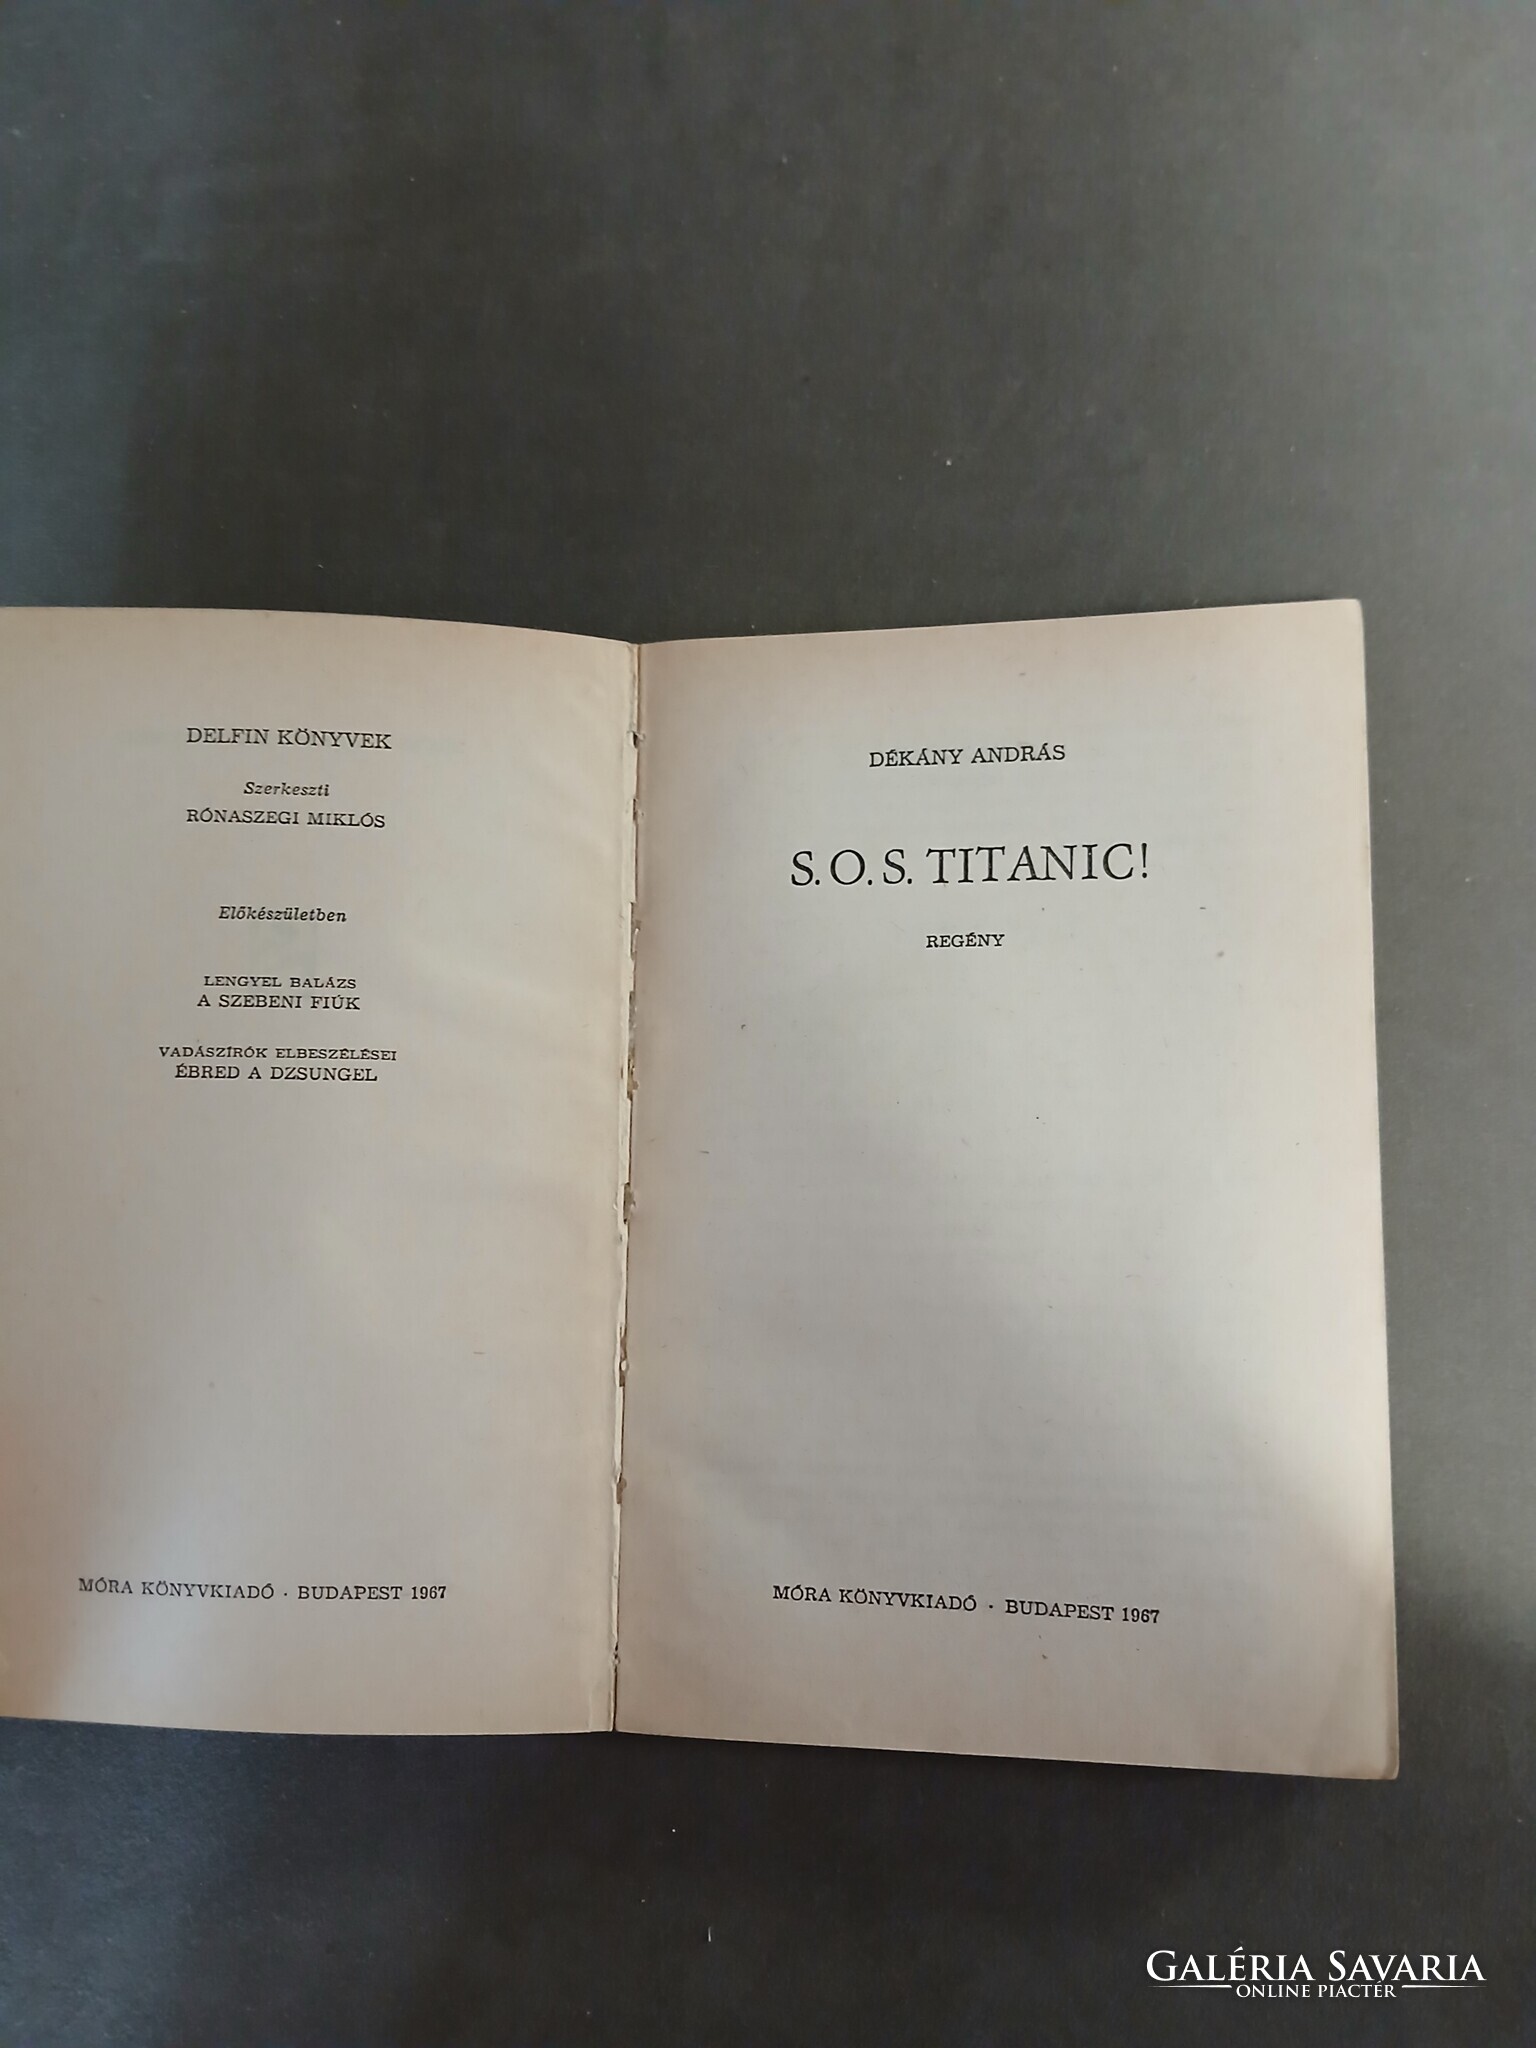 DELFIN KÖNYVEK
Szerkeszti
RÓNASZEGI MIKLÓS
Előkészületben
LENGYEL BALÁZS
A SZEBENI FIÚK
VADÁSZÍRÓK ELBESZÉLÉSEI
ÉBRED A DZSUNGEL
MÓRA KÖNYVKIADÓ · BUDAPEST 1967
DÉKÁNY ANDRÁS
S.O.S. TITANIC!
REGÉNY
MÓRA KÖNYVKIADÓ · BUDAPEST 1967
GALÉRIA SAVARIA
ONLINE PIACTÉR